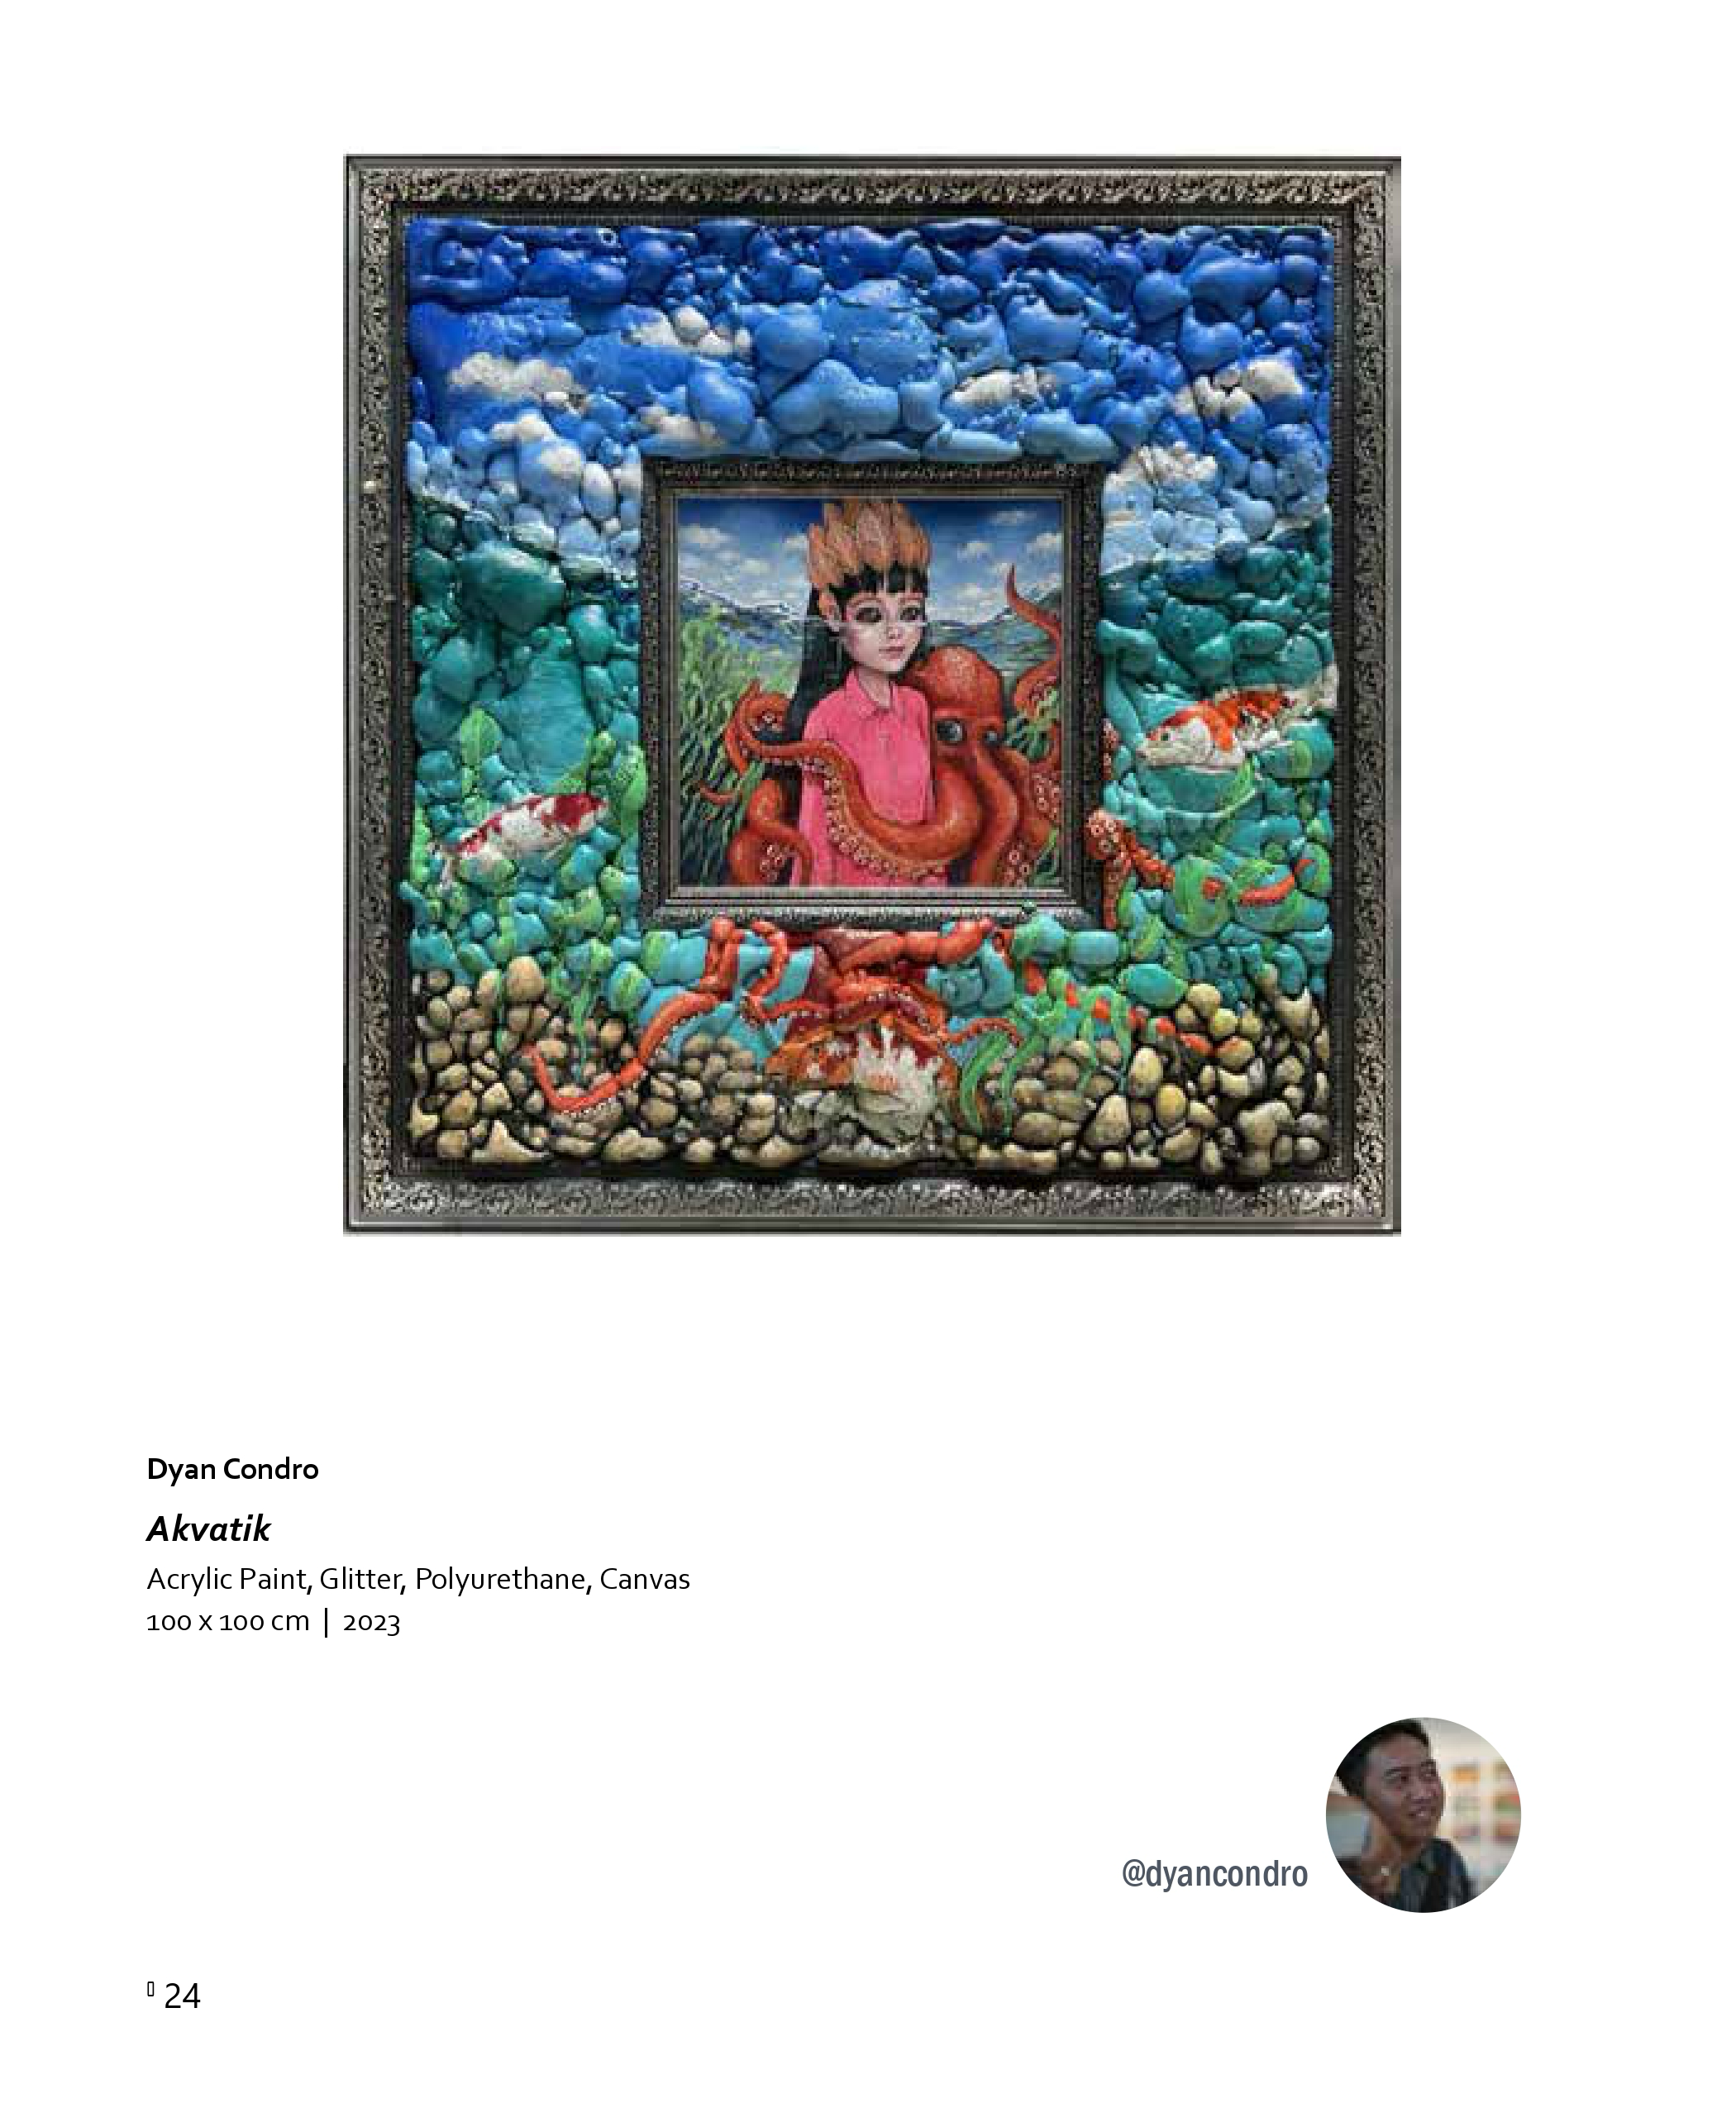 Dyan Condro
Akvatik
Acrylic Paint, Glitter, Polyurethane, Canvas
100 x 100 cm | 2023
@dyancondro
24